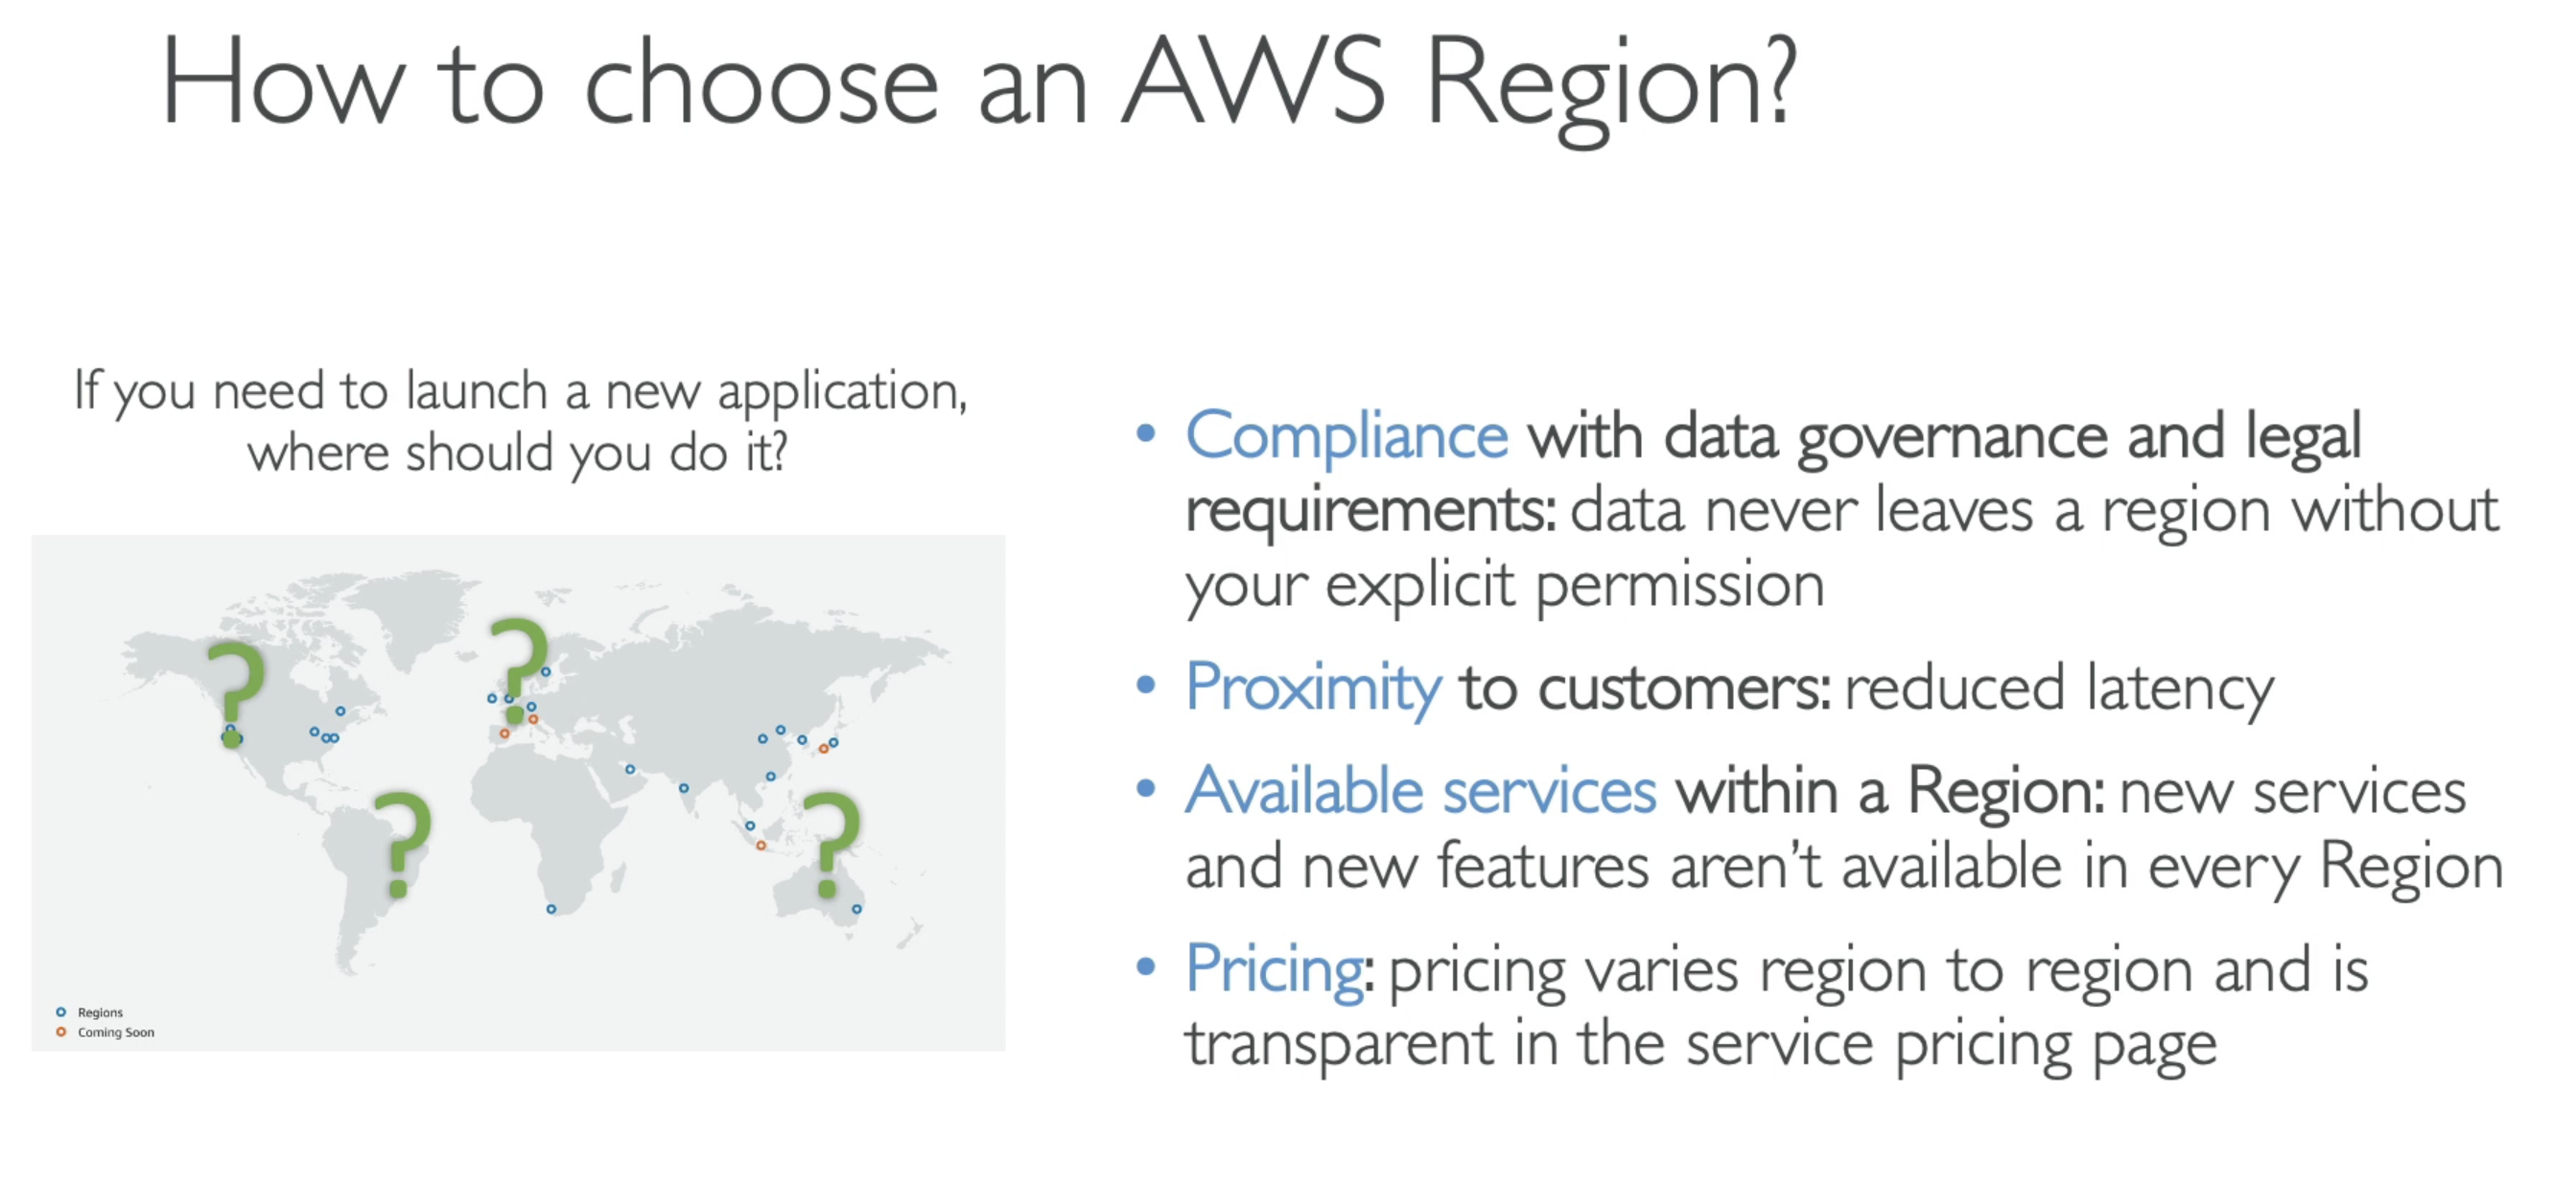 How to choose an AWS Region?
If you need to launch a new application,
where should you do it?
?
?
?
?
Regions
Coming Soon
• Compliance with data governance and legal
requirements: data never leaves a region without
your explicit permission
• Proximity to customers: reduced latency
• Available services within a Region: new services
and new features aren't available in every Region
• Pricing: pricing varies region to region and is
transparent in the service pricing page